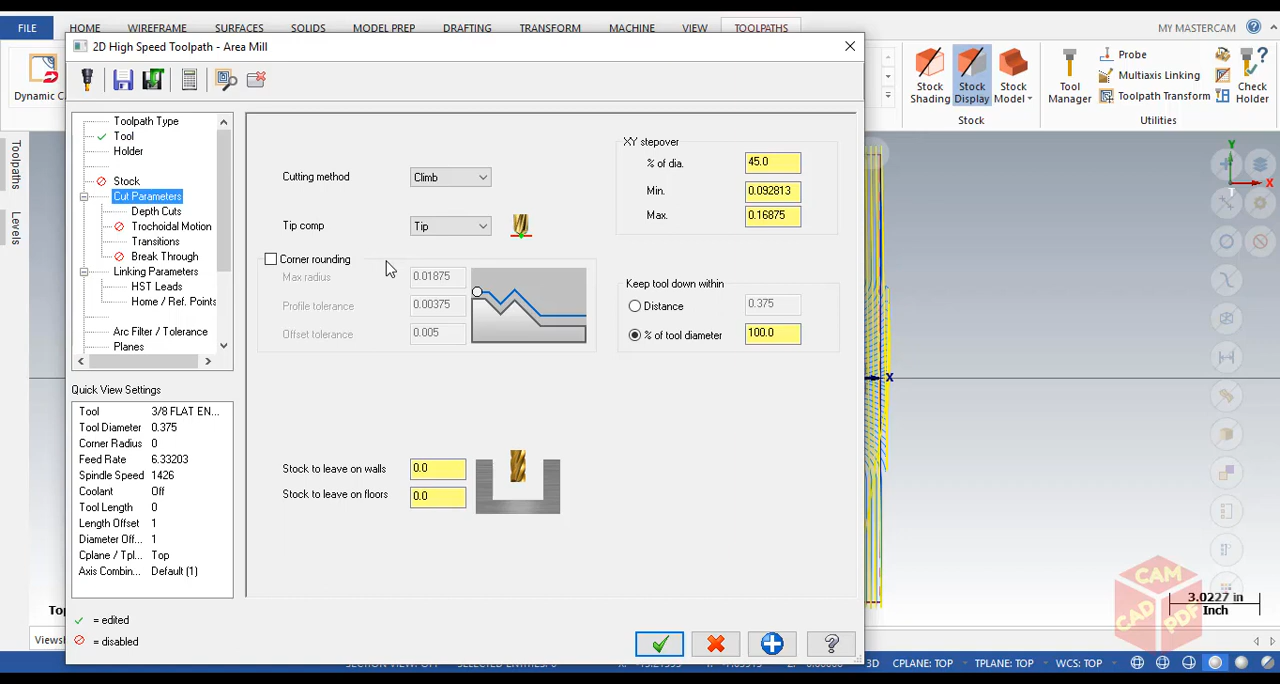 FILE HOME WIREFRAME SURFACES SOLIDS MODEL PREP DRAFTING TRANSFORM MACHINE VIEW TOOLPATHS MY MASTERCAM
2D High Speed Toolpath - Area Mill
Dynamic C
Stock Shading
Stock Display
Stock Model
Stock
Tool Manager
Probe
Multiaxis Linking
Toolpath Transform
Check Holder
Utilities
Toolpaths
Levels
Toolpath Type
Tool
Holder
Stock
Cut Parameters
Depth Cuts
Trochoidal Motion
Transitions
Break Through
Linking Parameters
HST Leads
Home / Ref. Points
Arc Filter / Tolerance
Planes
Quick View Settings
Tool 3/8 FLAT EN...
Tool Diameter 0.375
Corner Radius 0
Feed Rate 6.33203
Spindle Speed 1426
Coolant Off
Tool Length 0
Length Offset 1
Diameter Off... 1
Cplane / Tpl... Top
Axis Combin... Default (1)
= edited
= disabled
Cutting method Climb
Tip comp Tip
Corner rounding
Max radius 0.01875
Profile tolerance 0.00375
Offset tolerance 0.005
XY stepover
% of dia. 45.0
Min. 0.092813
Max. 0.16875
Keep tool down within
Distance 0.375
% of tool diameter 100.0
Stock to leave on walls 0.0
Stock to leave on floors 0.0
Y
X
X
CAM
CAD
PDF
3.0227 in
Inch
3D CPLANE: TOP TPLANE: TOP WCS: TOP